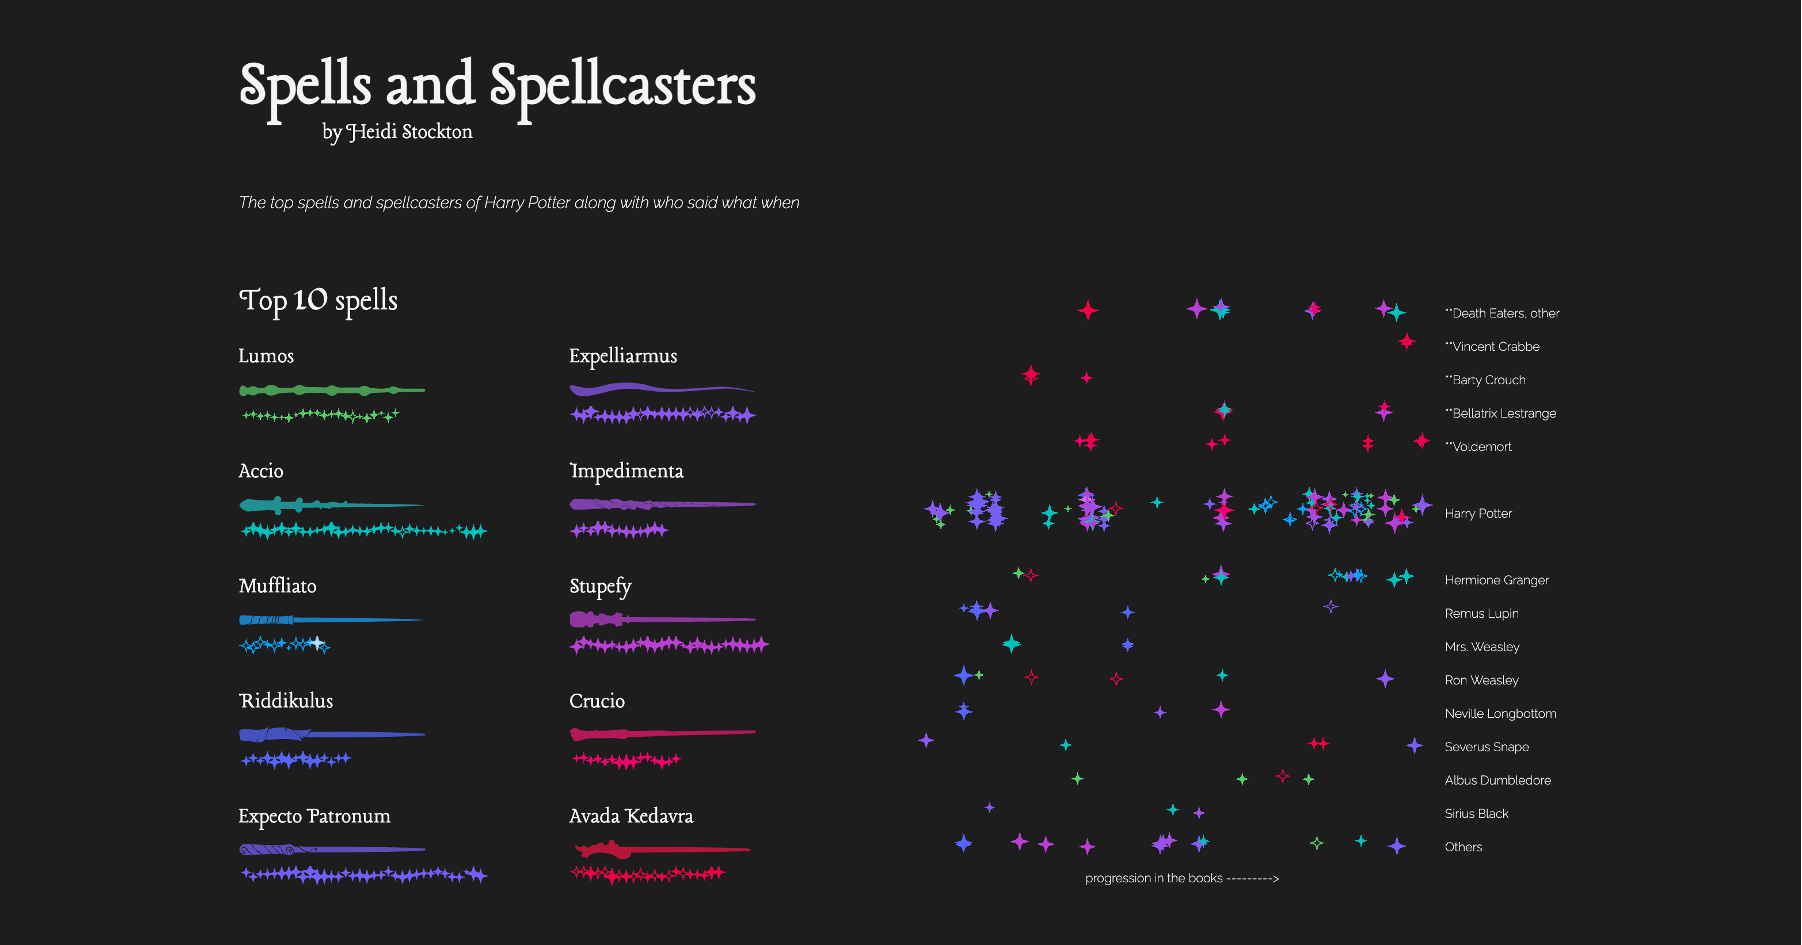 Spells and Spellcasters
by Heidi Stockton
The top spells and spellcasters of Harry Potter along with who said what when
Top 10 spells
Lumos
Expelliarmus
Accio
Impedimenta
Muffliato
Stupefy
Riddikulus
Crucio
Expecto Patronum
Avada Kedavra
**Death Eaters, other
**Vincent Crabbe
**Barty Crouch
**Bellatrix Lestrange
**Voldemort
Harry Potter
Hermione Granger
Remus Lupin
Mrs. Weasley
Ron Weasley
Neville Longbottom
Severus Snape
Albus Dumbledore
Sirius Black
Others
progression in the books --------->